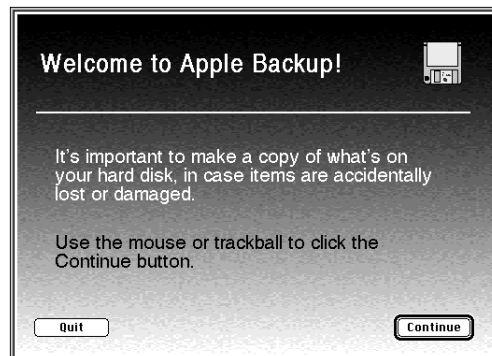 Welcome to Apple Backup!
It's important to make a copy of what's on
your hard disk, in case items are accidentally
lost or damaged.
Use the mouse or trackball to click the
Continue button.
Quit
Continue